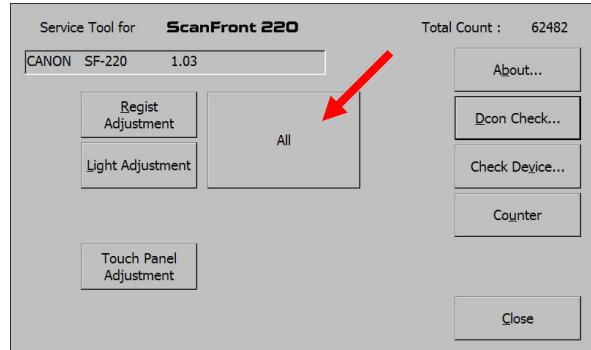 Service Tool for ScanFront 220 Total Count : 62482
CANON SF-220 1.03
About...
Regist
Adjustment
All
Dcon Check...
Light Adjustment
Check Device...
Counter
Touch Panel
Adjustment
Close